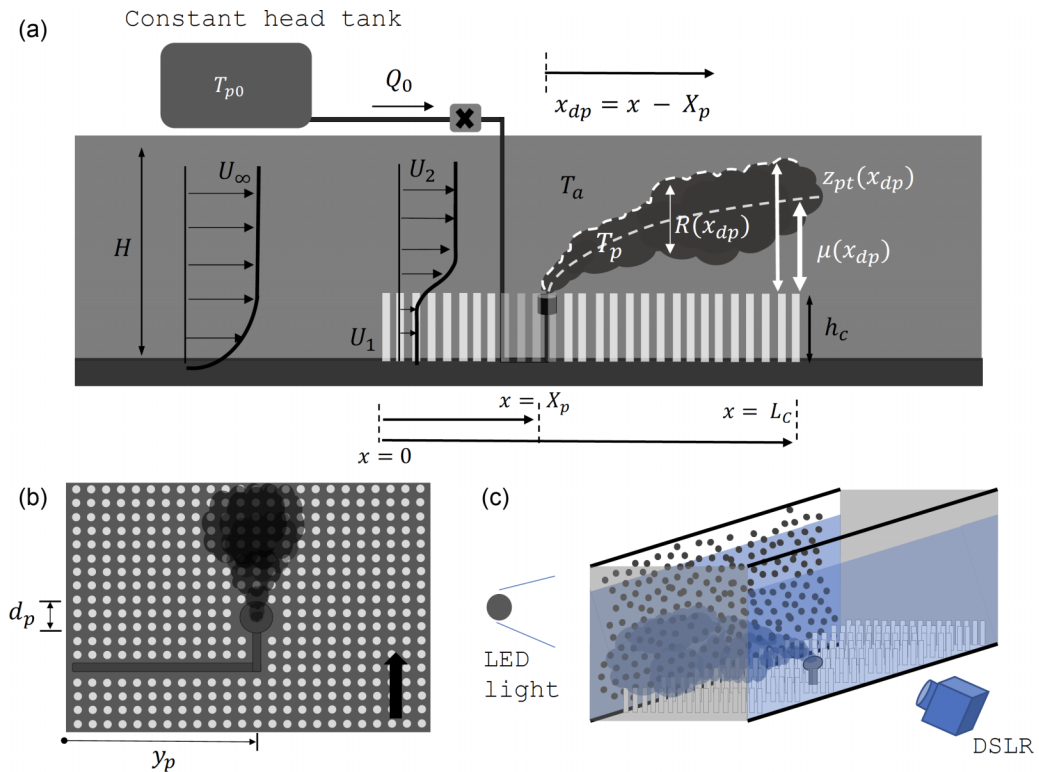 (a)
Constant head tank
T_{p0}
Q_0
x_{dp} = x - X_p
U_∞
U_2
T_a
z_{pt}(x_{dp})
H
T_p
R(x_{dp})
μ(x_{dp})
U_1
h_c
x = X_p
x = L_C
x = 0
(b)
(c)
d_p
LED
light
y_p
DSLR